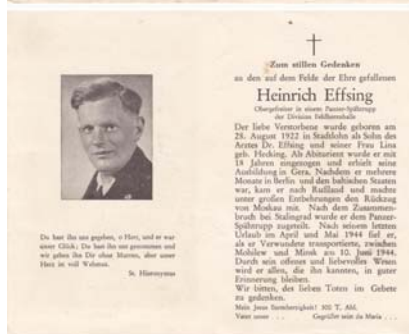 Du hast ihn uns gegeben, o Herr, und er war
unser Glück; Du hast ihn uns genommen und
wir geben ihn Dir ohne Murren, aber unser
Herz ist voll Wehmut.
St. Hieronymus
Zum stillen Gedenken
an den auf dem Felde der Ehre gefallenen
Heinrich Effsing
Obergefreiter in einem Panzer-Spähtrupp
der Division Feldherrnhalle
Der liebe Verstorbene wurde geboren am
28. August 1922 in Stadtlohn als Sohn des
Arztes Dr. Effsing und seiner Frau Lina
geb. Hecking. Als Abiturient wurde er mit
18 Jahren eingezogen und erhielt seine
Ausbildung in Gera. Nachdem er mehrere
Monate in Berlin und den baltischen Staaten
war, kam er nach Rußland und machte
unter großen Entbehrungen den Rückzug
von Moskau mit. Nach dem Zusammen-
bruch bei Stalingrad wurde er dem Panzer-
Spähtrupp zugeteilt. Nach seinem letzten
Urlaub im April und Mai 1944 fiel er,
als er Verwundete transportierte, zwischen
Mobilew und Minsk am 10. Juni 1944.
Durch sein offenes und liebevolles Wesen
wird er allen, die ihn kannten, in guter
Erinnerung bleiben.
Wir bitten, des lieben Toten im Gebete
zu gedenken.
Mein Jesus Barmherzigkeit! 300 T. Abl.
Vater unser . . . Gegrüßet seist du Maria . . .